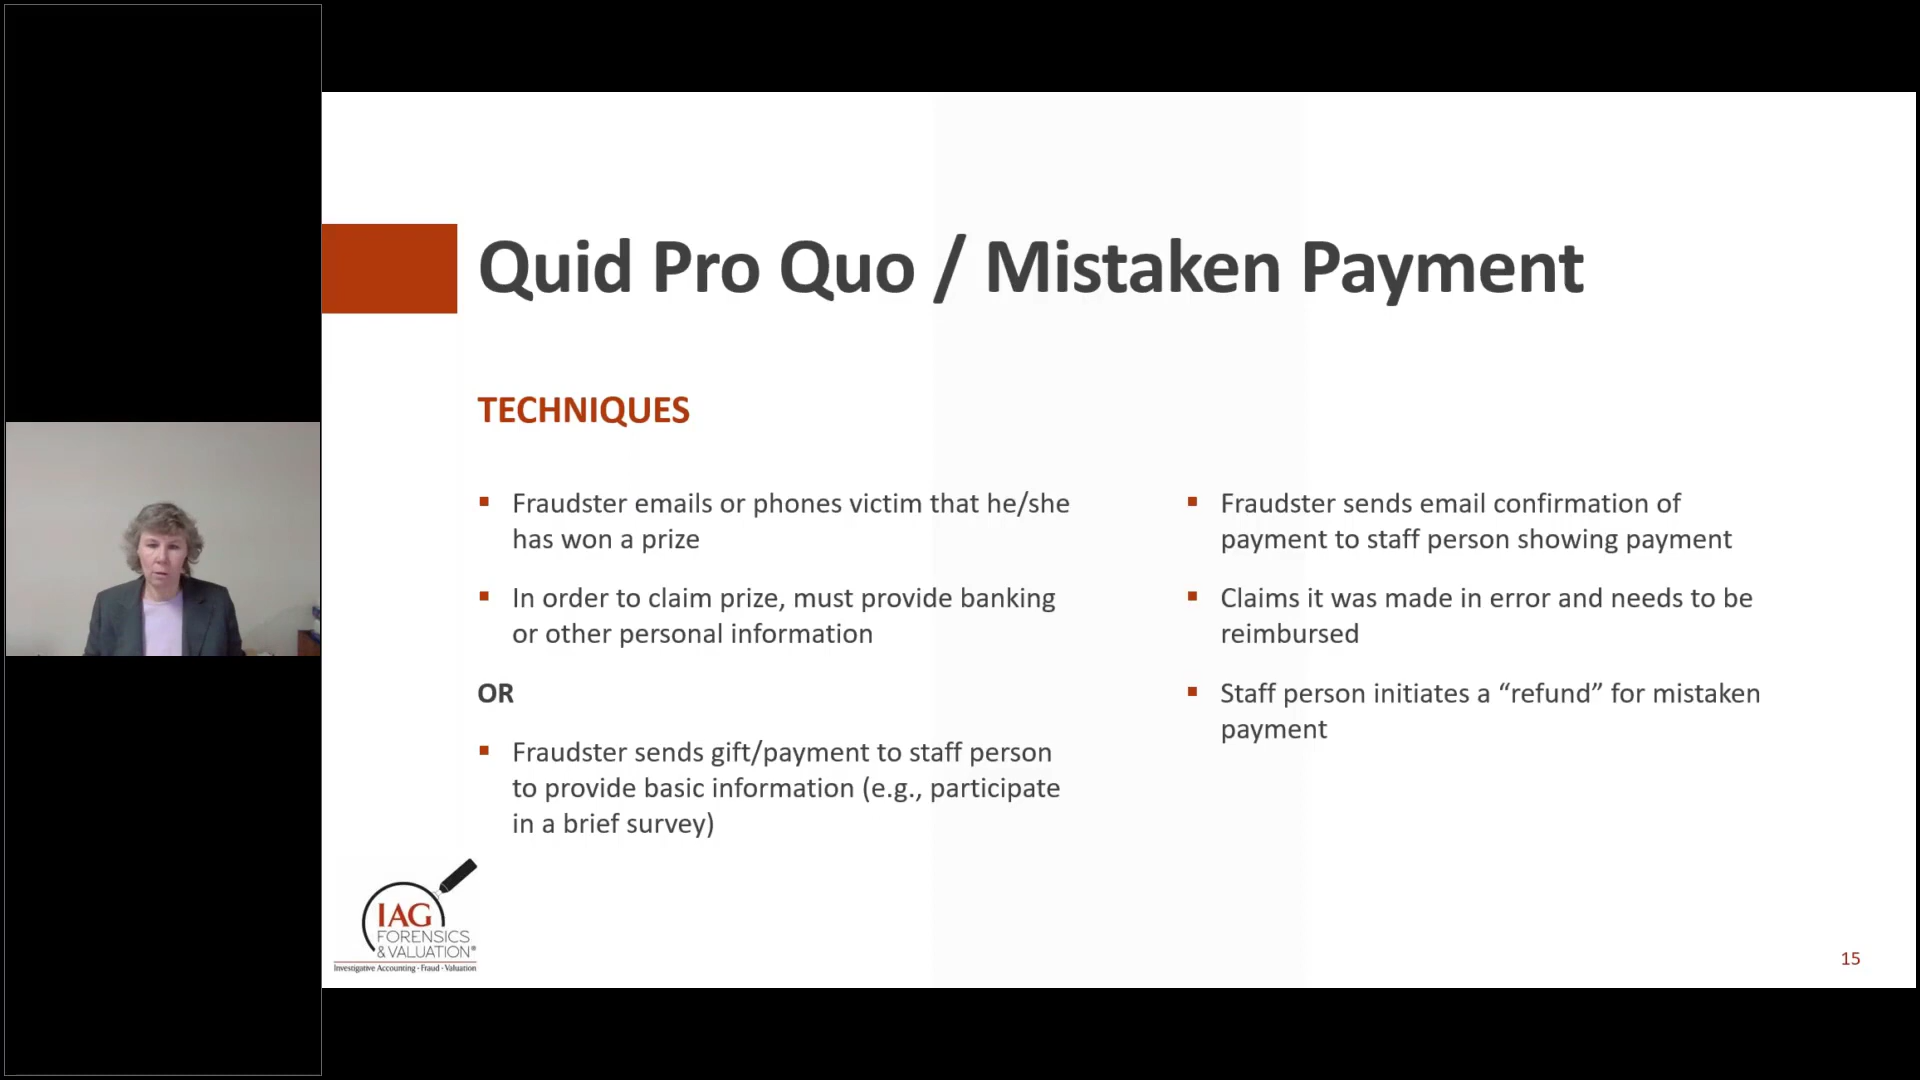 Quid Pro Quo / Mistaken Payment
TECHNIQUES
Fraudster emails or phones victim that he/she
has won a prize
In order to claim prize, must provide banking
or other personal information
OR
Fraudster sends gift/payment to staff person
to provide basic information (e.g., participate
in a brief survey)
Fraudster sends email confirmation of
payment to staff person showing payment
Claims it was made in error and needs to be
reimbursed
Staff person initiates a “refund” for mistaken
payment
IAG
FORENSICS
& VALUATION®
Investigative Accounting · Fraud · Valuation
15